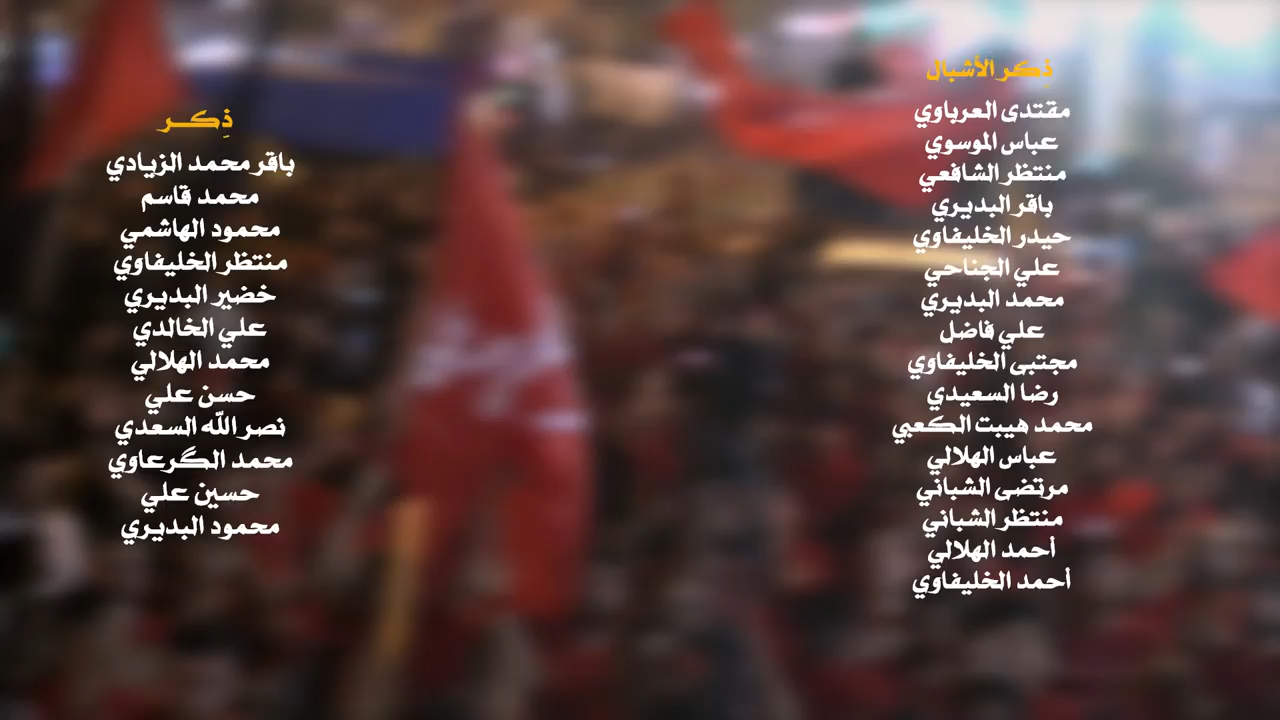 ذِكر الأشبال
مقتدى العرباوي
عباس الموسوي
منتظر الشافعي
باقر البديري
حيدر الخليفاوي
علي الجناحي
محمد البديري
علي فاضل
مجتبى الخليفاوي
رضا السعيدي
محمد هيبت الكعبي
عباس الهلالي
مرتضى الشباني
منتظر الشباني
أحمد الهلالي
أحمد الخليفاوي
ذِكر
باقر محمد الزيادي
محمد قاسم
محمود الهاشمي
منتظر الخليفاوي
خضير البديري
علي الخالدي
محمد الهلالي
حسن علي
نصر الله السعدي
محمد الگرعاوي
حسين علي
محمود البديري